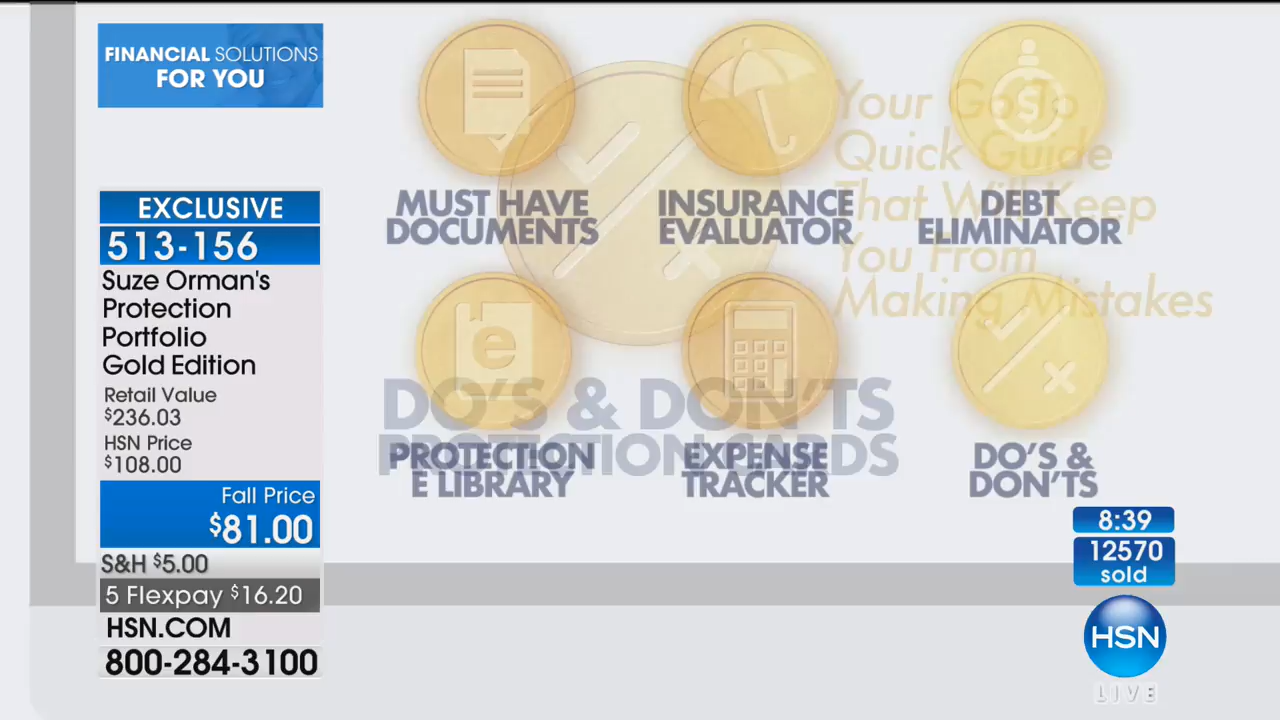 FINANCIAL SOLUTIONS
FOR YOU
EXCLUSIVE
513-156
Suze Orman's
Protection
Portfolio
Gold Edition
Retail Value
$236.03
HSN Price
$108.00
Fall Price
$81.00
S&H $5.00
5 Flexpay $16.20
HSN.COM
800-284-3100
MUST HAVE
DOCUMENTS
INSURANCE
EVALUATOR
DEBT
ELIMINATOR
$
Your Go To
Quick Guide
That Will Keep
You From
Making Mistakes
e
DO'S & DON'TS
PROTECTION CARDS
PROTECTION
E LIBRARY
EXPENSE
TRACKER
DO'S &
DON'TS
8:39
12570
sold
HSN
LIVE